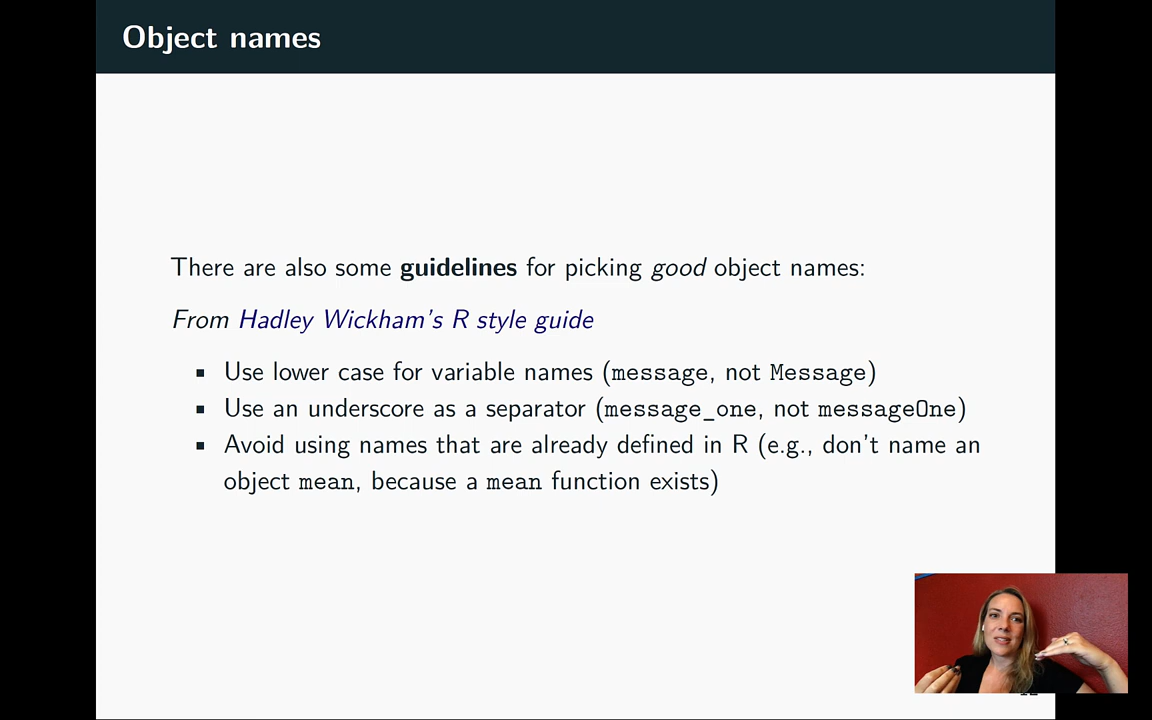 Object names
There are also some guidelines for picking good object names:
From Hadley Wickham's R style guide
▪ Use lower case for variable names (message, not Message)
▪ Use an underscore as a separator (message_one, not messageOne)
▪ Avoid using names that are already defined in R (e.g., don't name an
object mean, because a mean function exists)